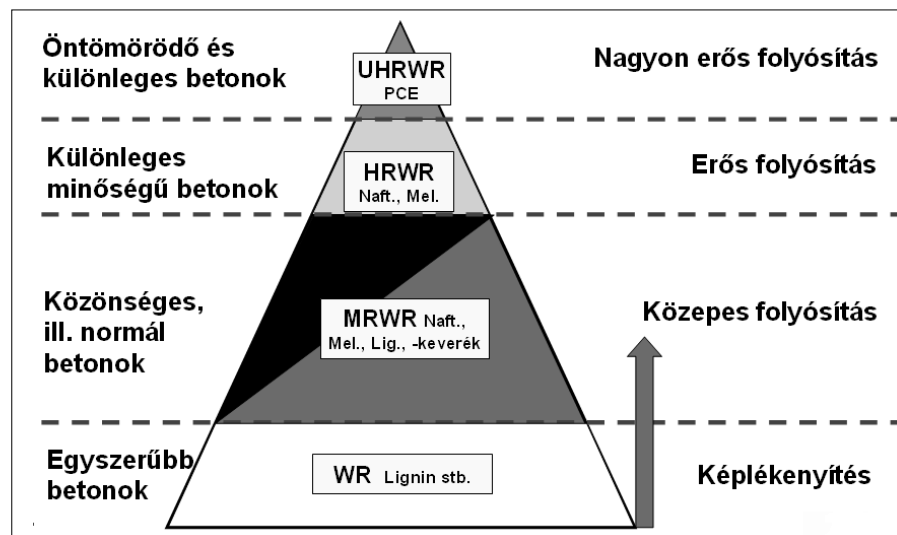 Öntömörödő és
különleges betonok
UHRWR
PCE
Nagyon erős folyósítás
Különleges
minőségű betonok
HRWR
Naft., Mel.
Erős folyósítás
Közönséges,
ill. normál
betonok
MRWR Naft.,
Mel., Lig., -keverék
Közepes folyósítás
Egyszerűbb
betonok
WR Lignin stb.
Képlékenyítés